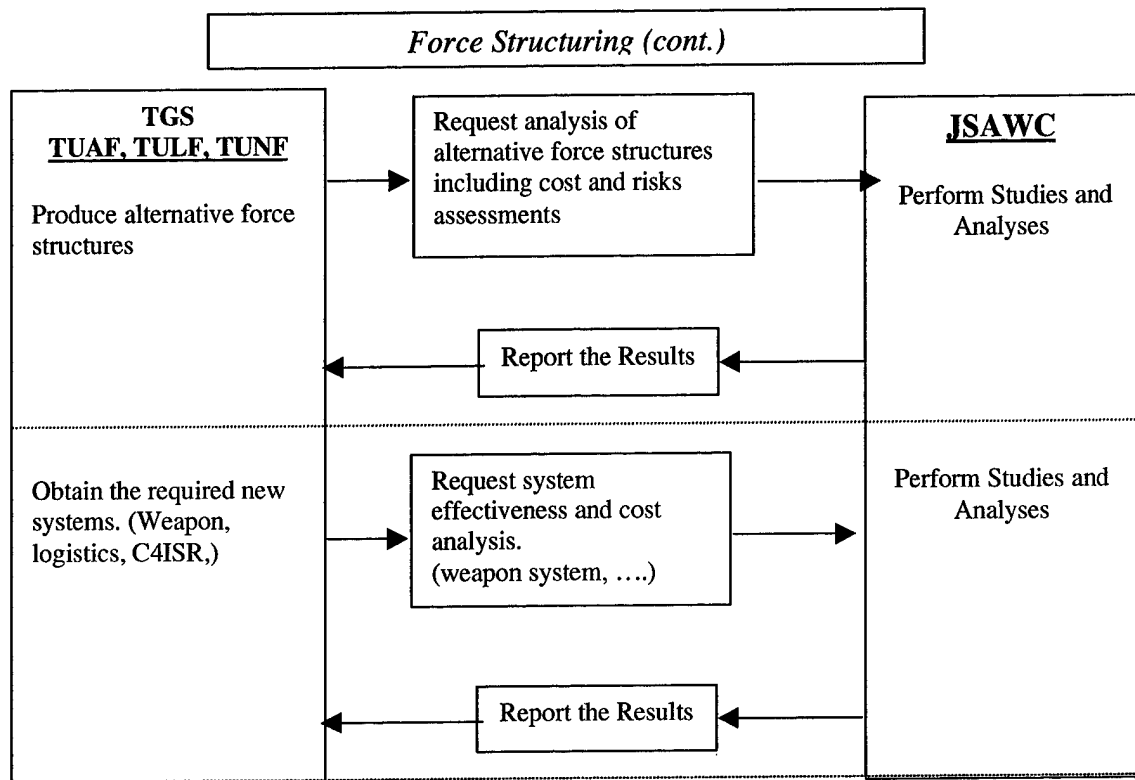 Force Structuring (cont.)
TGS
TUAF, TULF, TUNF
Produce alternative force
structures
Request analysis of
alternative force structures
including cost and risks
assessments
JSAWC
Perform Studies and
Analyses
Report the Results
Obtain the required new
systems. (Weapon,
logistics, C4ISR,)
Request system
effectiveness and cost
analysis.
(weapon system, ….)
Perform Studies and
Analyses
Report the Results